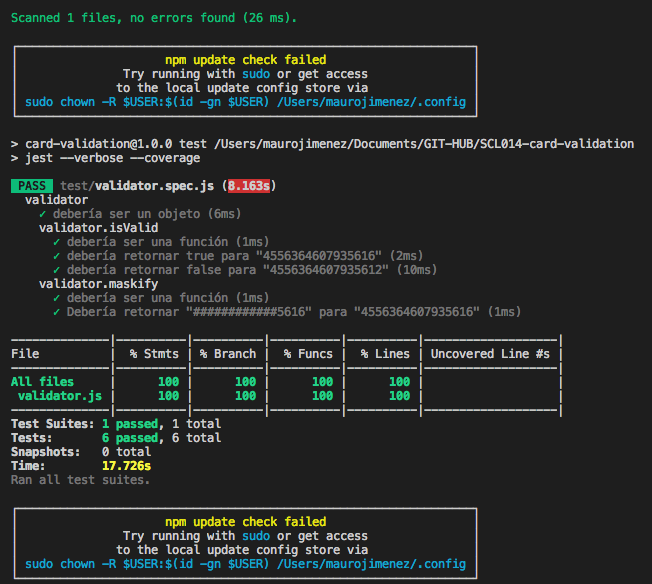 Scanned 1 files, no errors found (26 ms).
npm update check failed
Try running with sudo or get access
to the local update config store via
sudo chown -R $USER:$(id -gn $USER) /Users/maurojimenez/.config
> card-validation@1.0.0 test /Users/maurojimenez/Documents/GIT-HUB/SCL014-card-validation
> jest --verbose --coverage
PASS test/validator.spec.js (8.163s)
validator
✓ debería ser un objeto (6ms)
validator.isValid
✓ debería ser una función (1ms)
✓ debería retornar true para "4556364607935616" (2ms)
✓ debería retornar false para "4556364607935612" (10ms)
validator.maskify
✓ debería ser una función (1ms)
✓ Debería retornar "############5616" para "4556364607935616" (1ms)
--------------|----------|----------|----------|----------|-------------------|
File | % Stmts | % Branch | % Funcs | % Lines | Uncovered Line #s |
--------------|----------|----------|----------|----------|-------------------|
All files | 100 | 100 | 100 | 100 | |
validator.js | 100 | 100 | 100 | 100 | |
--------------|----------|----------|----------|----------|-------------------|
Test Suites: 1 passed, 1 total
Tests: 6 passed, 6 total
Snapshots: 0 total
Time: 17.726s
Ran all test suites.
npm update check failed
Try running with sudo or get access
to the local update config store via
sudo chown -R $USER:$(id -gn $USER) /Users/maurojimenez/.config